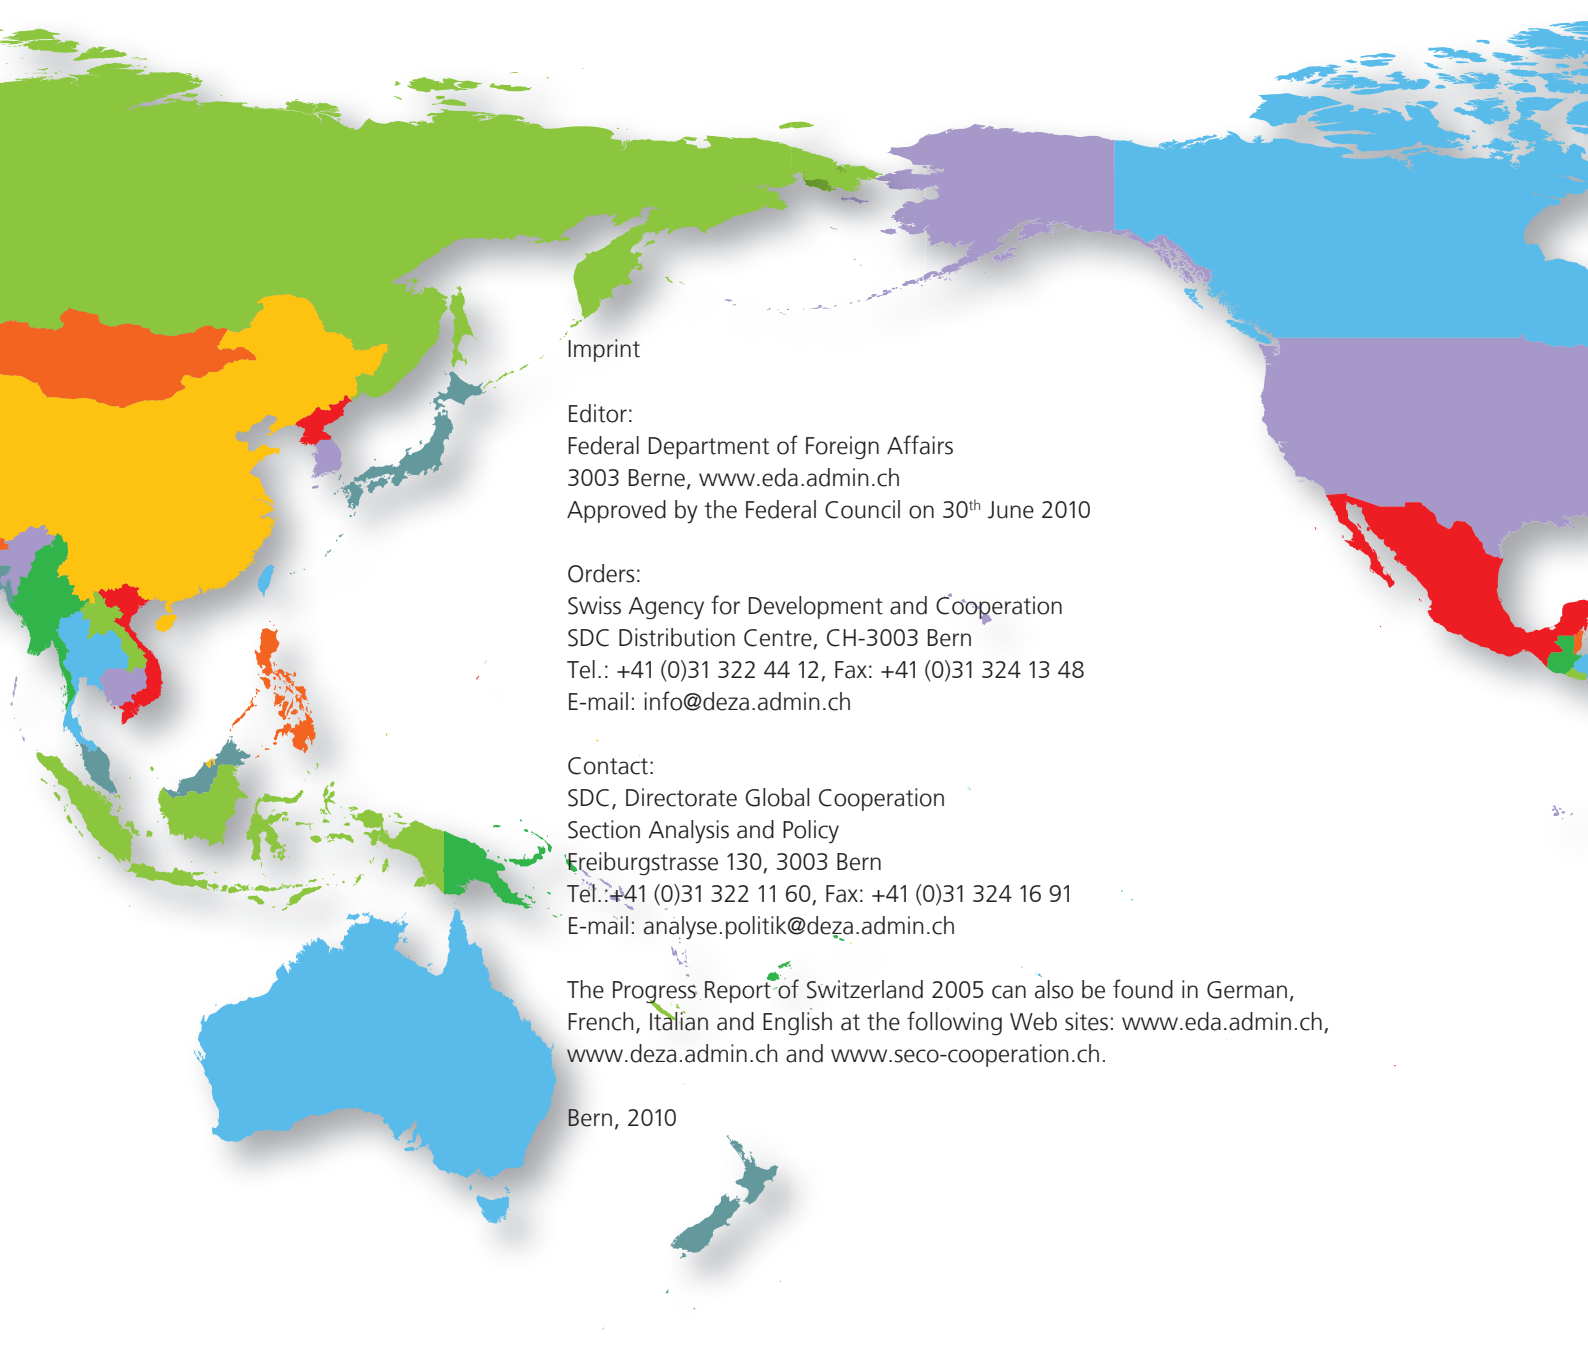 Imprint
Editor:
Federal Department of Foreign Affairs
3003 Berne, www.eda.admin.ch
Approved by the Federal Council on 30th June 2010
Orders:
Swiss Agency for Development and Cooperation
SDC Distribution Centre, CH-3003 Bern
Tel.: +41 (0)31 322 44 12, Fax: +41 (0)31 324 13 48
E-mail: info@deza.admin.ch
Contact:
SDC, Directorate Global Cooperation
Section Analysis and Policy
Freiburgstrasse 130, 3003 Bern
Tel.:+41 (0)31 322 11 60, Fax: +41 (0)31 324 16 91
E-mail: analyse.politik@deza.admin.ch
The Progress Report of Switzerland 2005 can also be found in German,
French, Italian and English at the following Web sites: www.eda.admin.ch,
www.deza.admin.ch and www.seco-cooperation.ch.
Bern, 2010